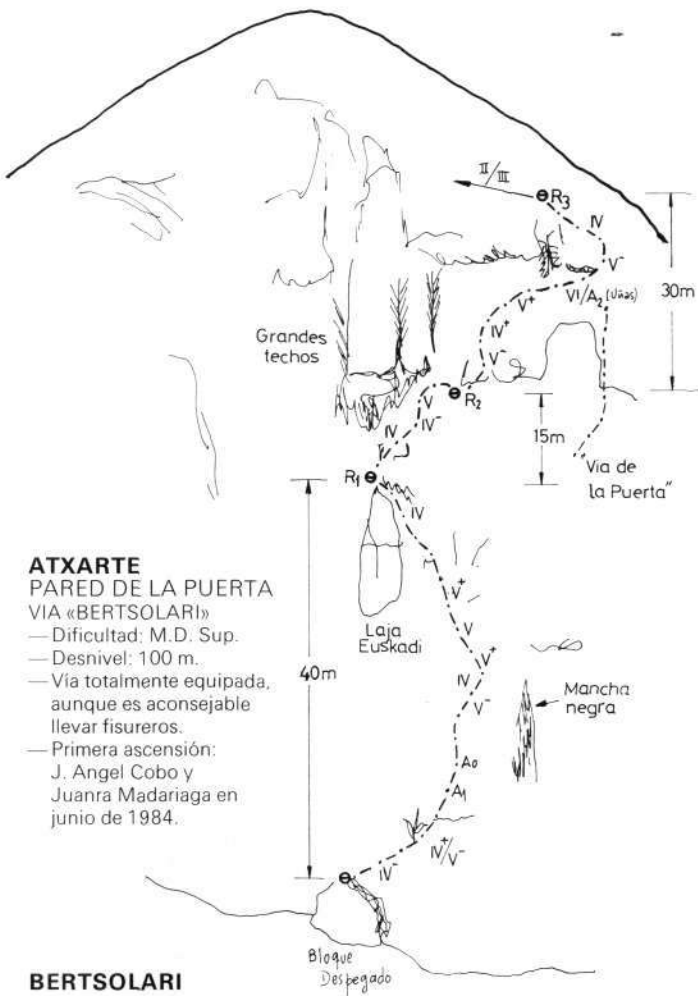 II/III
R3
IV
V-
VI/A2 (Uñas)
V+
IV+
V-
30m
Grandes
techos
R2
V
IV-
IV
15m
"Via de
la Puerta"
R1
IV
Laja
Euskadi
V+
V
V+
IV
V-
Mancha
negra
40m
A0
A1
IV+/V-
IV-
Bloque
Despegado
ATXARTE
PARED DE LA PUERTA
VIA «BERTSOLARI»
— Dificultad: M.D. Sup.
— Desnivel: 100 m.
— Vía totalmente equipada,
aunque es aconsejable
llevar fisureros.
— Primera ascensión:
J. Angel Cobo y
Juanra Madariaga en
junio de 1984.
BERTSOLARI